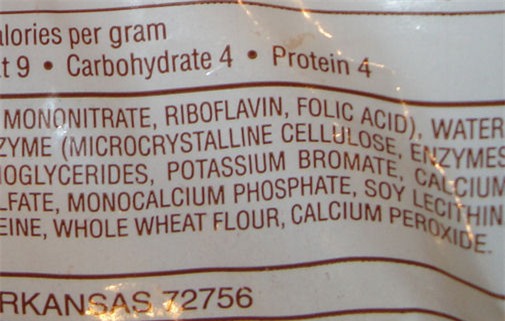 alories per gram
t 9 • Carbohydrate 4 • Protein 4
MONONITRATE, RIBOFLAVIN, FOLIC ACID), WATER
ZYME (MICROCRYSTALLINE CELLULOSE, ENZYMES
OGLYCERIDES, POTASSIUM BROMATE, CALCIUM
LFATE, MONOCALCIUM PHOSPHATE, SOY LECITHIN
EINE, WHOLE WHEAT FLOUR, CALCIUM PEROXIDE.
RKANSAS 72756